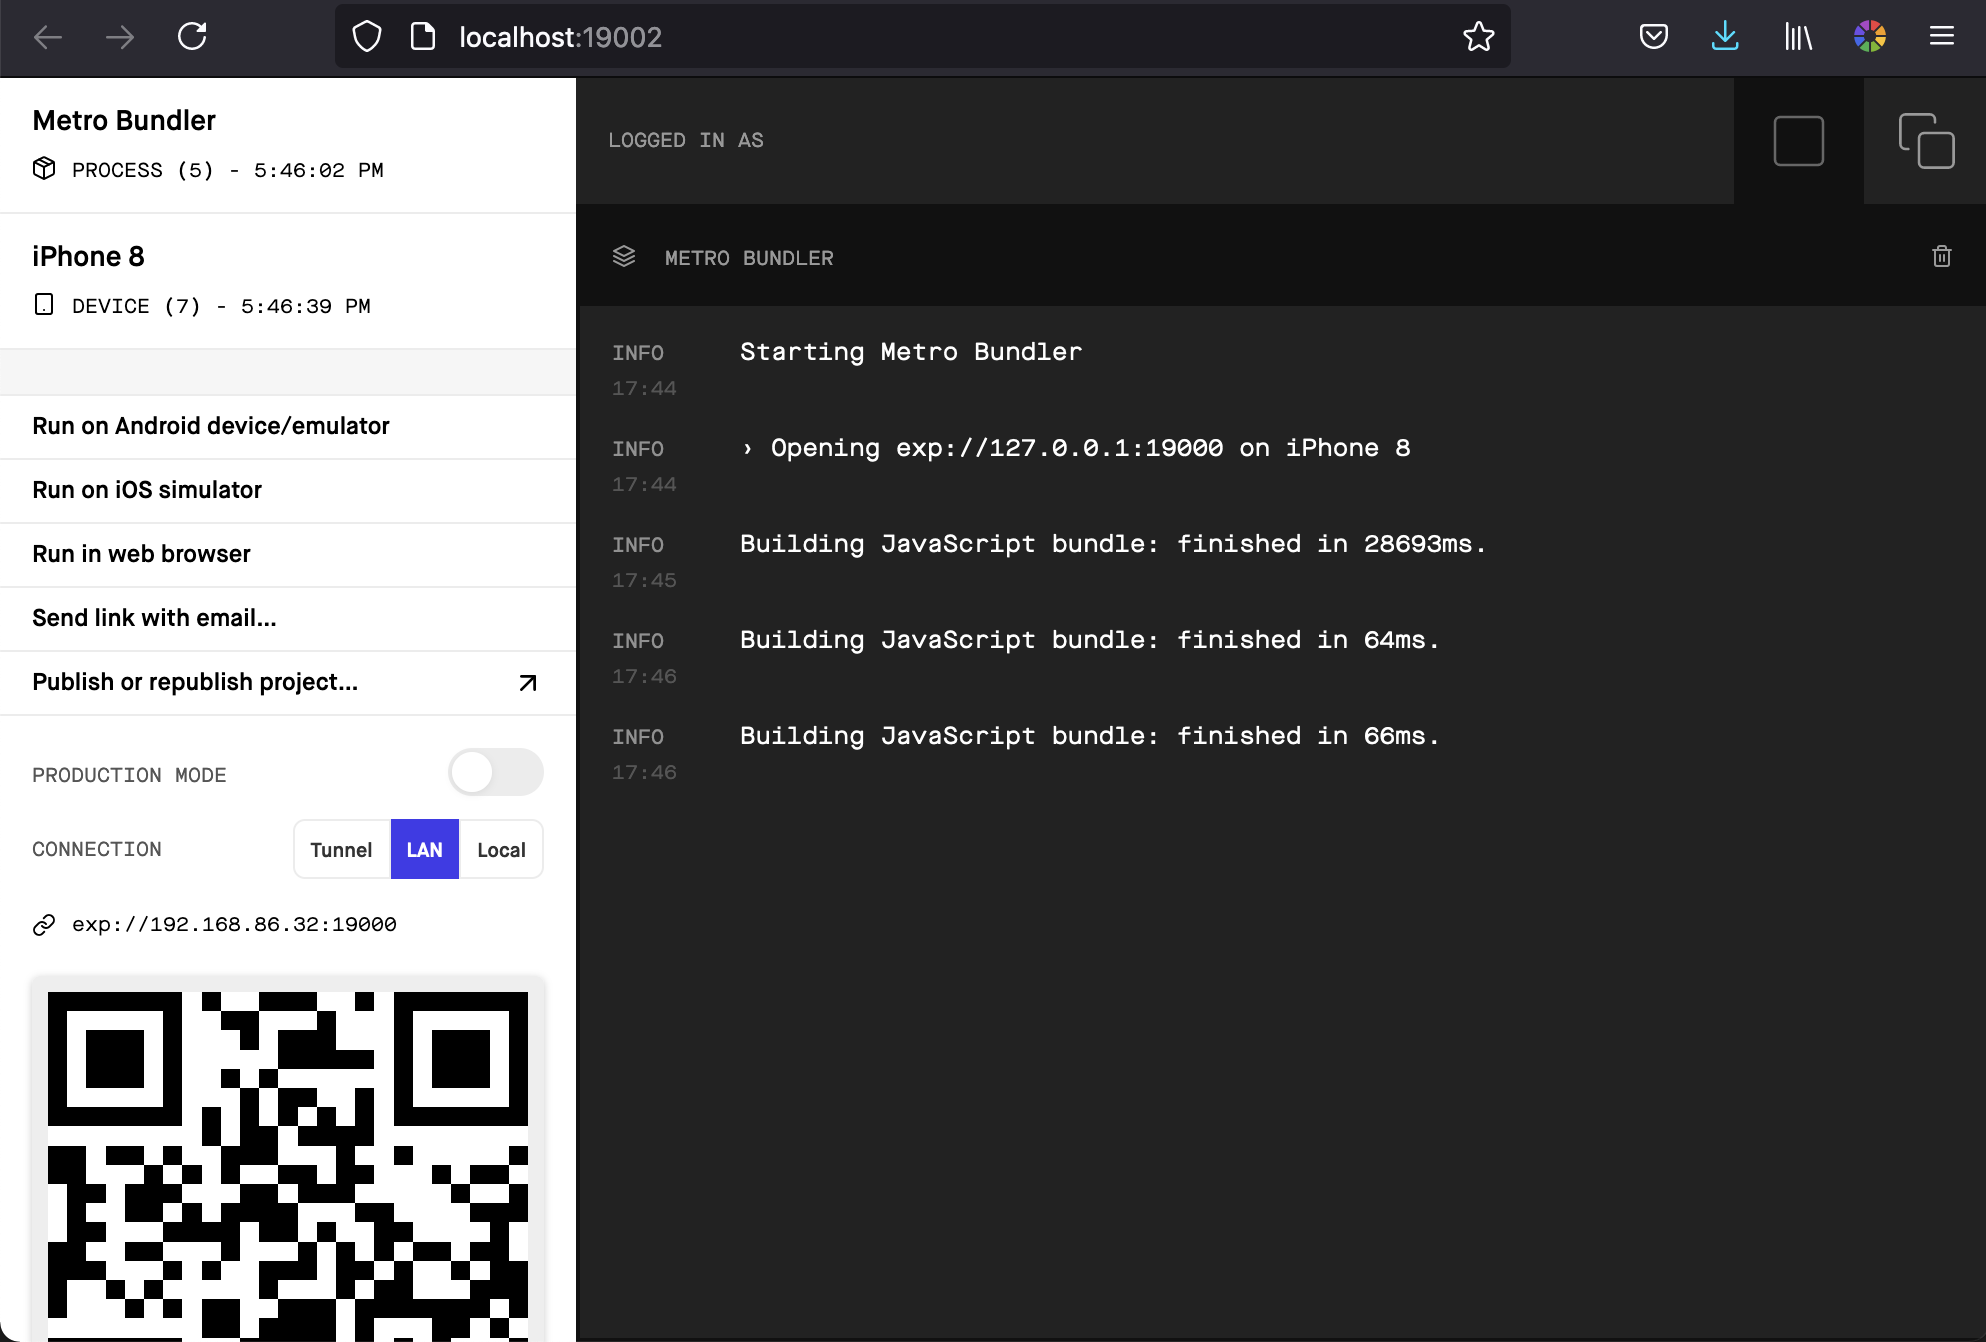 localhost:19002
Metro Bundler
PROCESS (5) - 5:46:02 PM
iPhone 8
DEVICE (7) - 5:46:39 PM
Run on Android device/emulator
Run on iOS simulator
Run in web browser
Send link with email...
Publish or republish project...
PRODUCTION MODE
CONNECTION
Tunnel
LAN
Local
exp://192.168.86.32:19000
LOGGED IN AS
METRO BUNDLER
INFO Starting Metro Bundler
17:44
INFO › Opening exp://127.0.0.1:19000 on iPhone 8
17:44
INFO Building JavaScript bundle: finished in 28693ms.
17:45
INFO Building JavaScript bundle: finished in 64ms.
17:46
INFO Building JavaScript bundle: finished in 66ms.
17:46